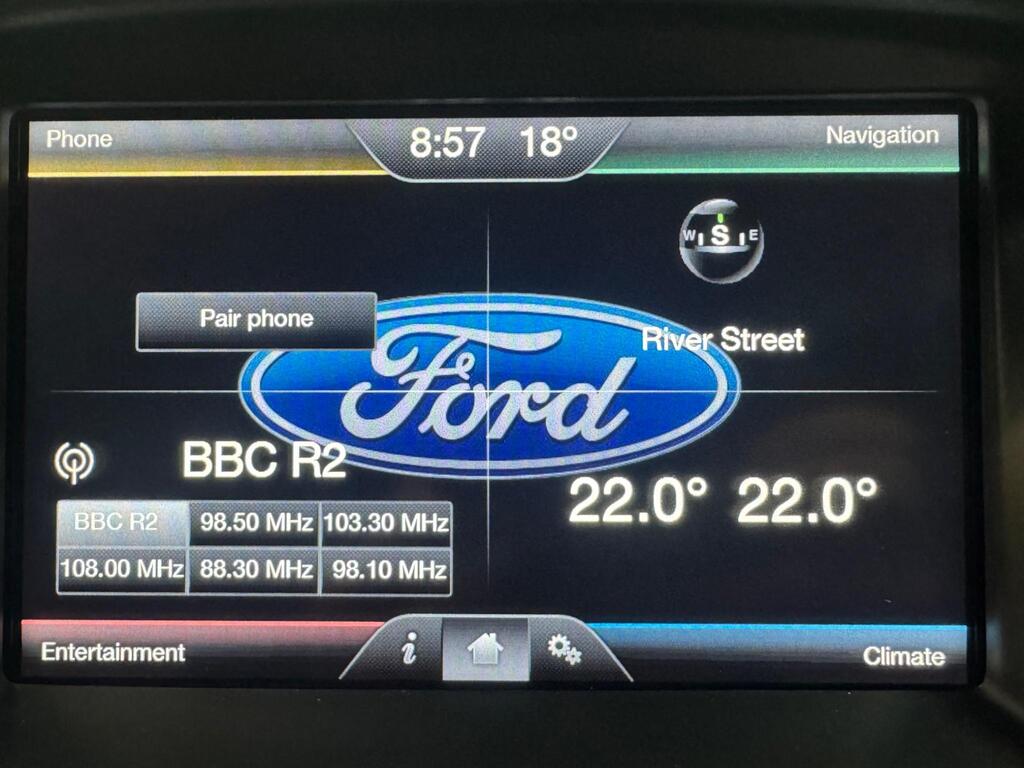 Phone
8:57 18°
Navigation
W S E
Pair phone
River Street
Ford
BBC R2
22.0° 22.0°
BBC R2 98.50 MHz 103.30 MHz
108.00 MHz 88.30 MHz 98.10 MHz
Entertainment
i
Climate